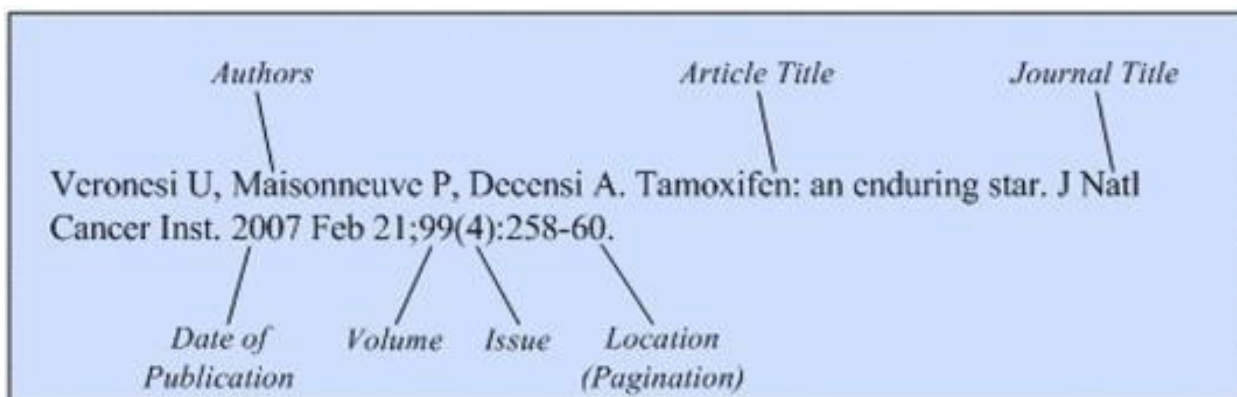 Authors Article Title Journal Title
Veronesi U, Maisonneuve P, Decensi A. Tamoxifen: an enduring star. J Natl
Cancer Inst. 2007 Feb 21;99(4):258-60.
Date of Publication Volume Issue Location (Pagination)